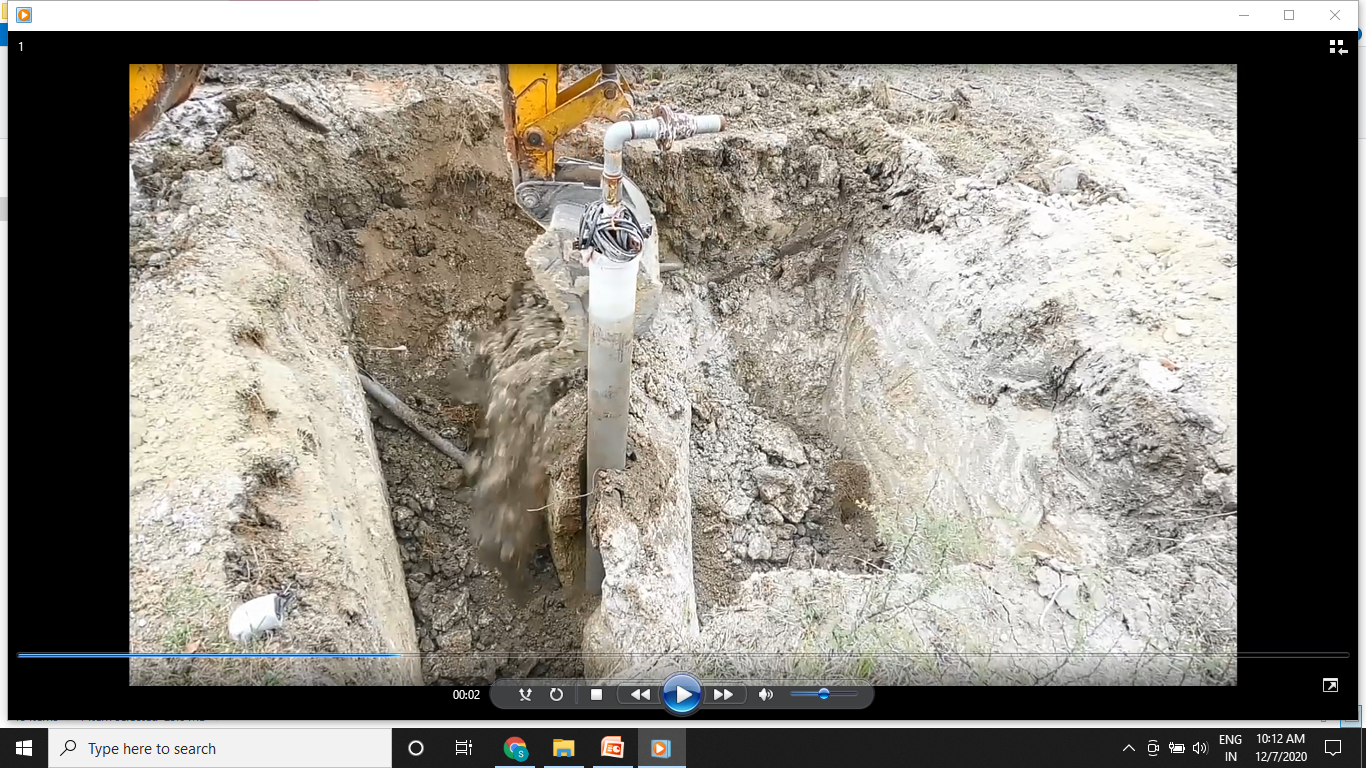 1
00:02
Type here to search
S
ENG
IN
10:12 AM
12/7/2020